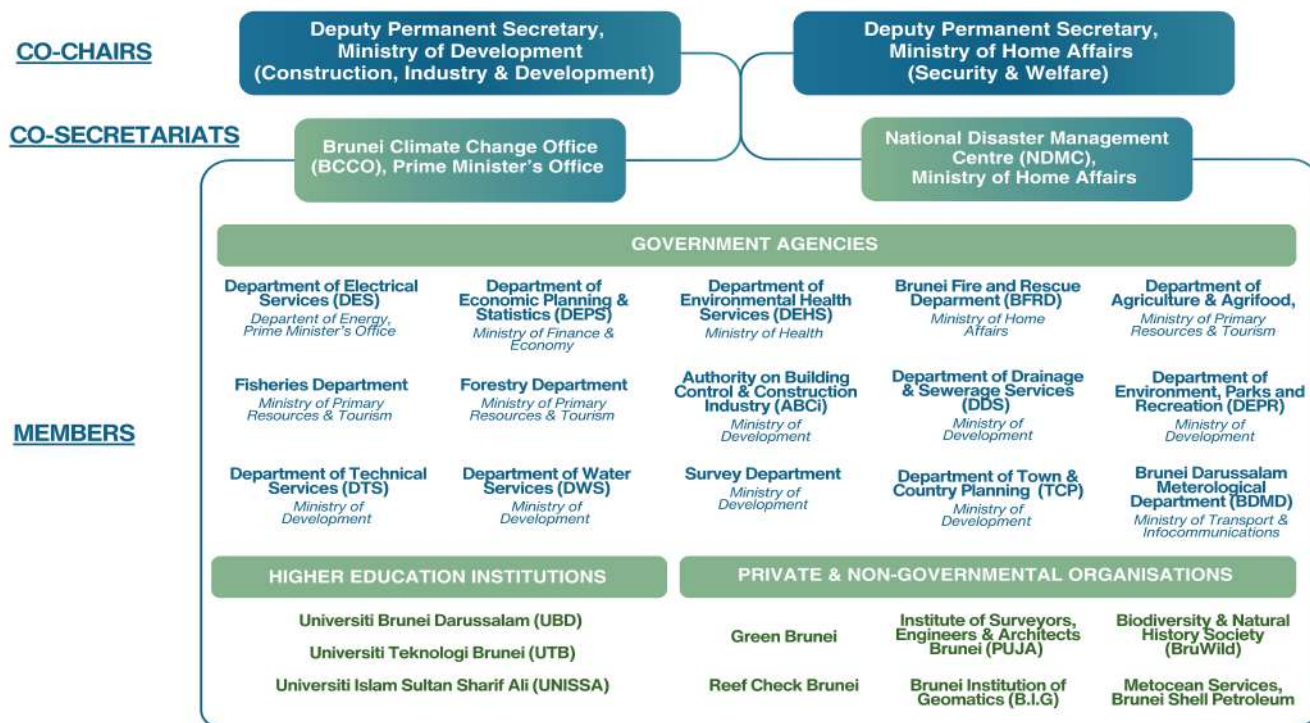 CO-CHAIRS
Deputy Permanent Secretary,
Ministry of Development
(Construction, Industry & Development)
Deputy Permanent Secretary,
Ministry of Home Affairs
(Security & Welfare)
CO-SECRETARIATS
Brunei Climate Change Office
(BCCO), Prime Minister's Office
National Disaster Management
Centre (NDMC),
Ministry of Home Affairs
MEMBERS
GOVERNMENT AGENCIES
Department of Electrical
Services (DES)
Departent of Energy,
Prime Minister's Office
Department of
Economic Planning &
Statistics (DEPS)
Ministry of Finance &
Economy
Department of
Environmental Health
Services (DEHS)
Ministry of Health
Brunei Fire and Rescue
Deparment (BFRD)
Ministry of Home
Affairs
Department of
Agriculture & Agrifood,
Ministry of Primary
Resources & Tourism
Fisheries Department
Ministry of Primary
Resources & Tourism
Forestry Department
Ministry of Primary
Resources & Tourism
Authority on Building
Control & Construction
Industry (ABCi)
Ministry of
Development
Department of Drainage
& Sewerage Services
(DDS)
Ministry of
Development
Department of
Environment, Parks and
Recreation (DEPR)
Ministry of
Development
Department of Technical
Services (DTS)
Ministry of
Development
Department of Water
Services (DWS)
Ministry of
Development
Survey Department
Ministry of
Development
Department of Town &
Country Planning (TCP)
Ministry of
Development
Brunei Darussalam
Meterological
Department (BDMD)
Ministry of Transport &
Infocommunications
HIGHER EDUCATION INSTITUTIONS
Universiti Brunei Darussalam (UBD)
Universiti Teknologi Brunei (UTB)
Universiti Islam Sultan Sharif Ali (UNISSA)
PRIVATE & NON-GOVERNMENTAL ORGANISATIONS
Green Brunei
Institute of Surveyors,
Engineers & Architects
Brunei (PUJA)
Biodiversity & Natural
History Society
(BruWild)
Reef Check Brunei
Brunei Institution of
Geomatics (B.I.G)
Metocean Services,
Brunei Shell Petroleum